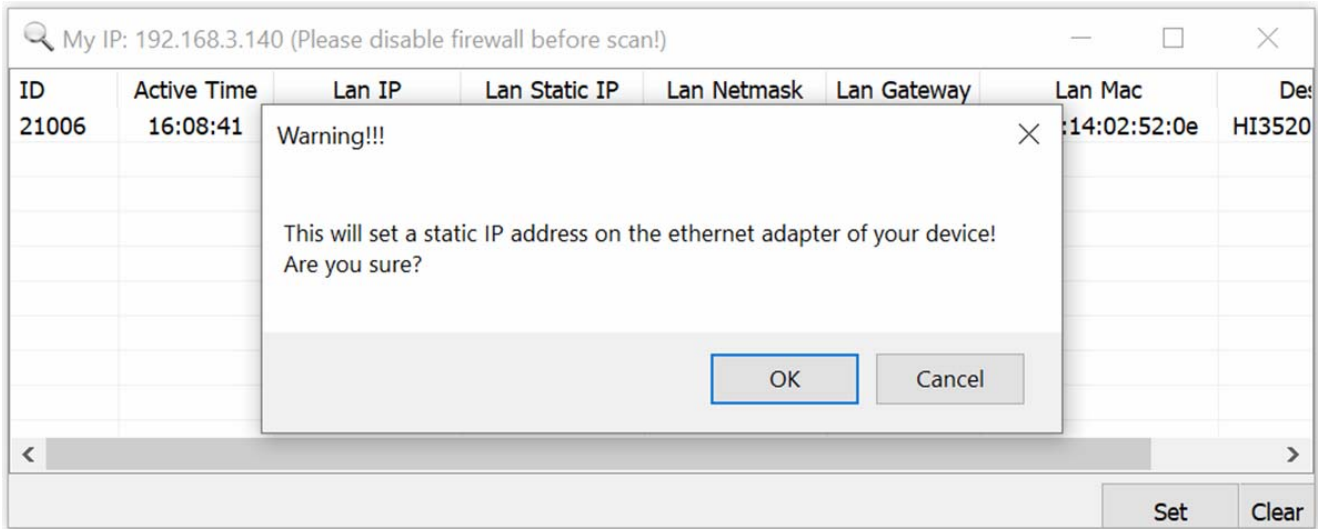 My IP: 192.168.3.140 (Please disable firewall before scan!)
ID Active Time Lan IP Lan Static IP Lan Netmask Lan Gateway Lan Mac Des
21006 16:08:41 :14:02:52:0e HI3520
Warning!!!
This will set a static IP address on the ethernet adapter of your device!
Are you sure?
OK Cancel
Set Clear